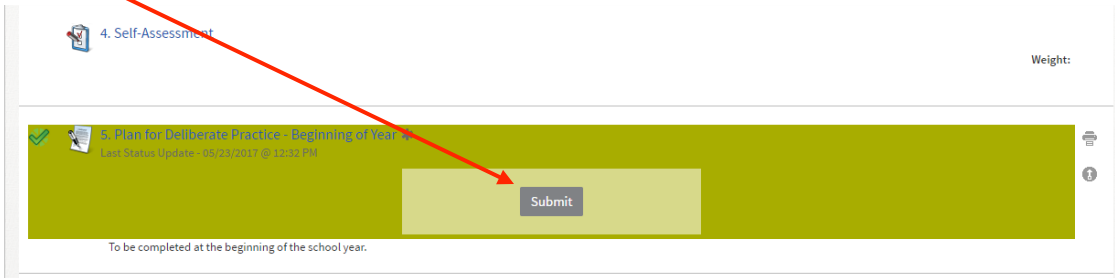 4. Self-Assessment
Weight:
5. Plan for Deliberate Practice - Beginning of Year *
Last Status Update - 05/23/2017 @ 12:32 PM
Submit
To be completed at the beginning of the school year.